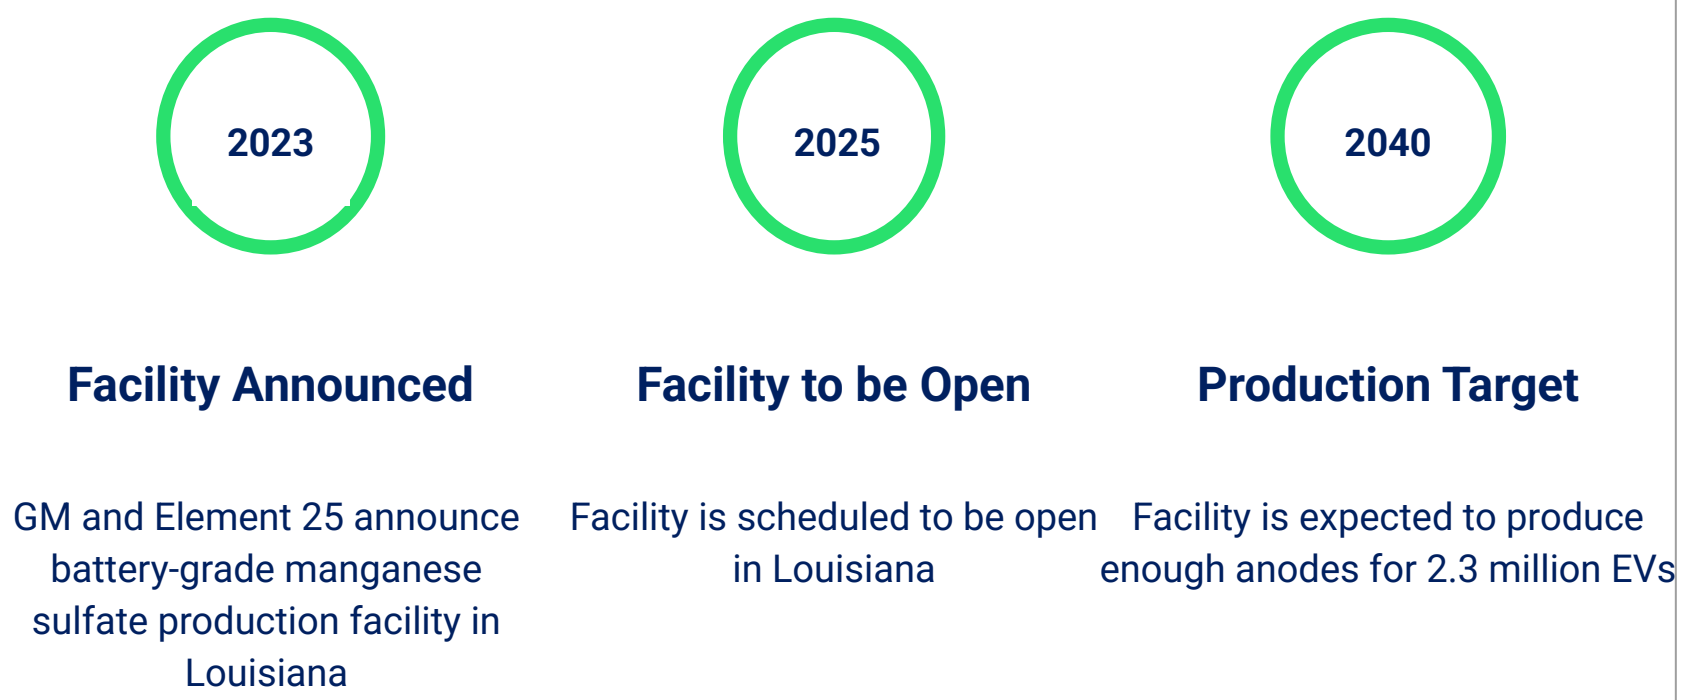 2023
Facility Announced
GM and Element 25 announce
battery-grade manganese
sulfate production facility in
Louisiana
2025
Facility to be Open
Facility is scheduled to be open
in Louisiana
2040
Production Target
Facility is expected to produce
enough anodes for 2.3 million EVs